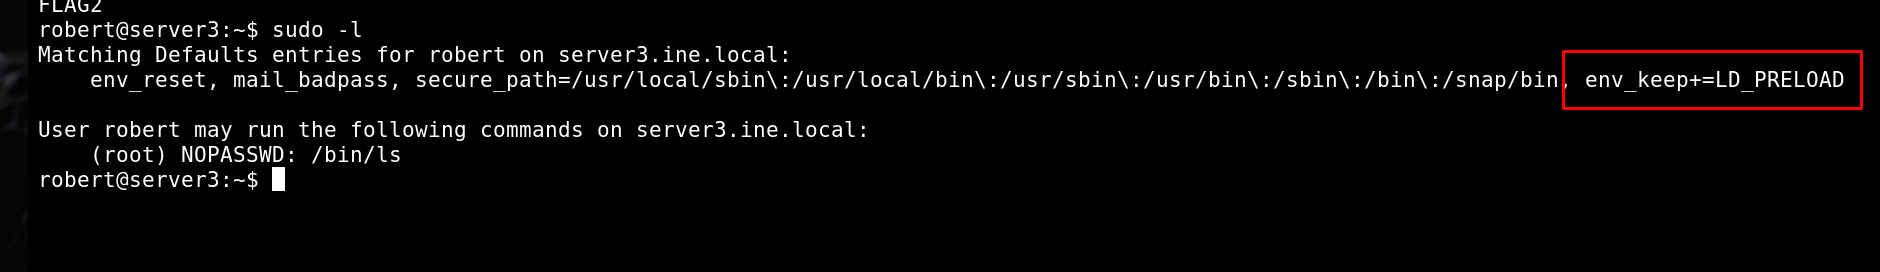 FLAG2
robert@server3:~$ sudo -l
Matching Defaults entries for robert on server3.ine.local:
    env_reset, mail_badpass, secure_path=/usr/local/sbin\:/usr/local/bin\:/usr/sbin\:/usr/bin\:/sbin\:/bin\:/snap/bin, env_keep+=LD_PRELOAD
User robert may run the following commands on server3.ine.local:
    (root) NOPASSWD: /bin/ls
robert@server3:~$